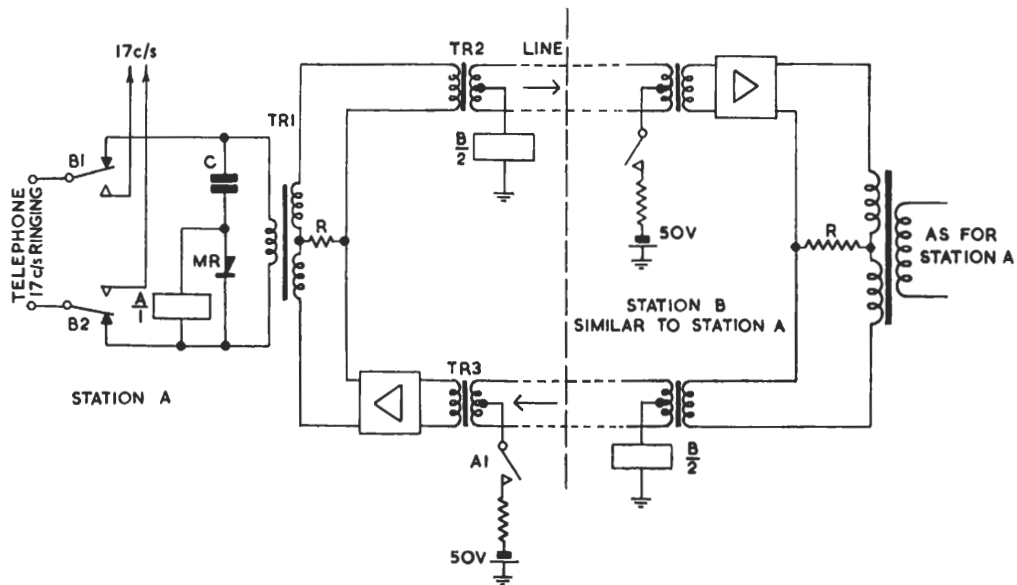 17c/s
TR2
LINE
TR1
B1
C
B
2
TELEPHONE
17c/s RINGING
R
MR
A
1
B2
50V
R
AS FOR
STATION A
STATION B
SIMILAR TO STATION A
STATION A
TR3
A1
B
2
50V